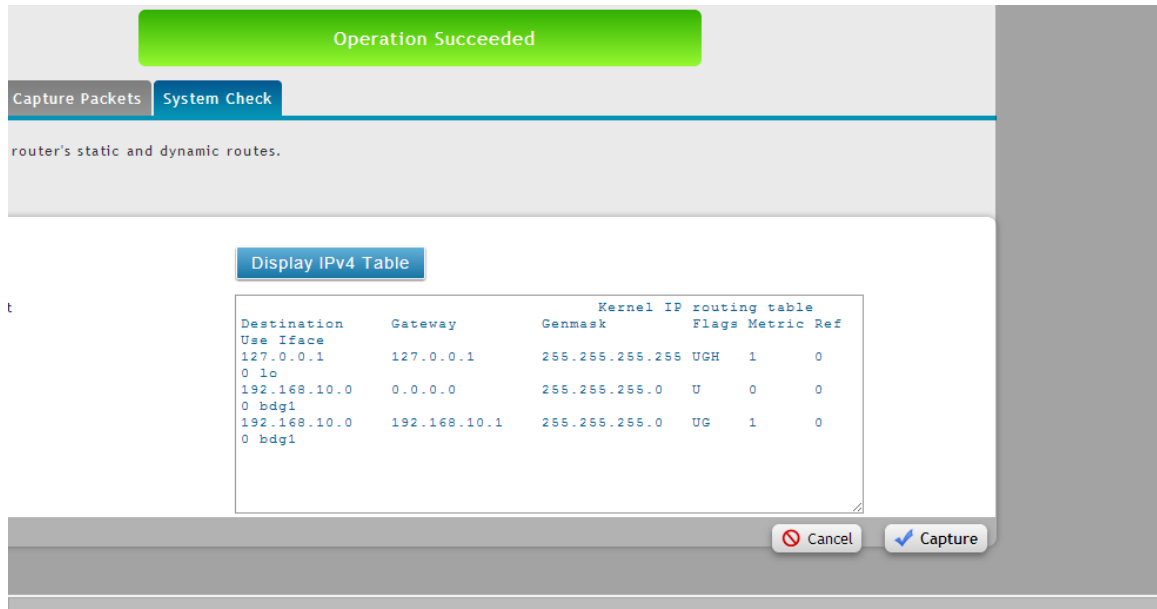 Operation Succeeded
Capture Packets System Check
router's static and dynamic routes.
Display IPv4 Table
t
Kernel IP routing table
Destination Gateway Genmask Flags Metric Ref
Use Iface
127.0.0.1 127.0.0.1 255.255.255.255 UGH 1 0
0 lo
192.168.10.0 0.0.0.0 255.255.255.0 U 0 0
0 bdg1
192.168.10.0 192.168.10.1 255.255.255.0 UG 1 0
0 bdg1
Cancel Capture